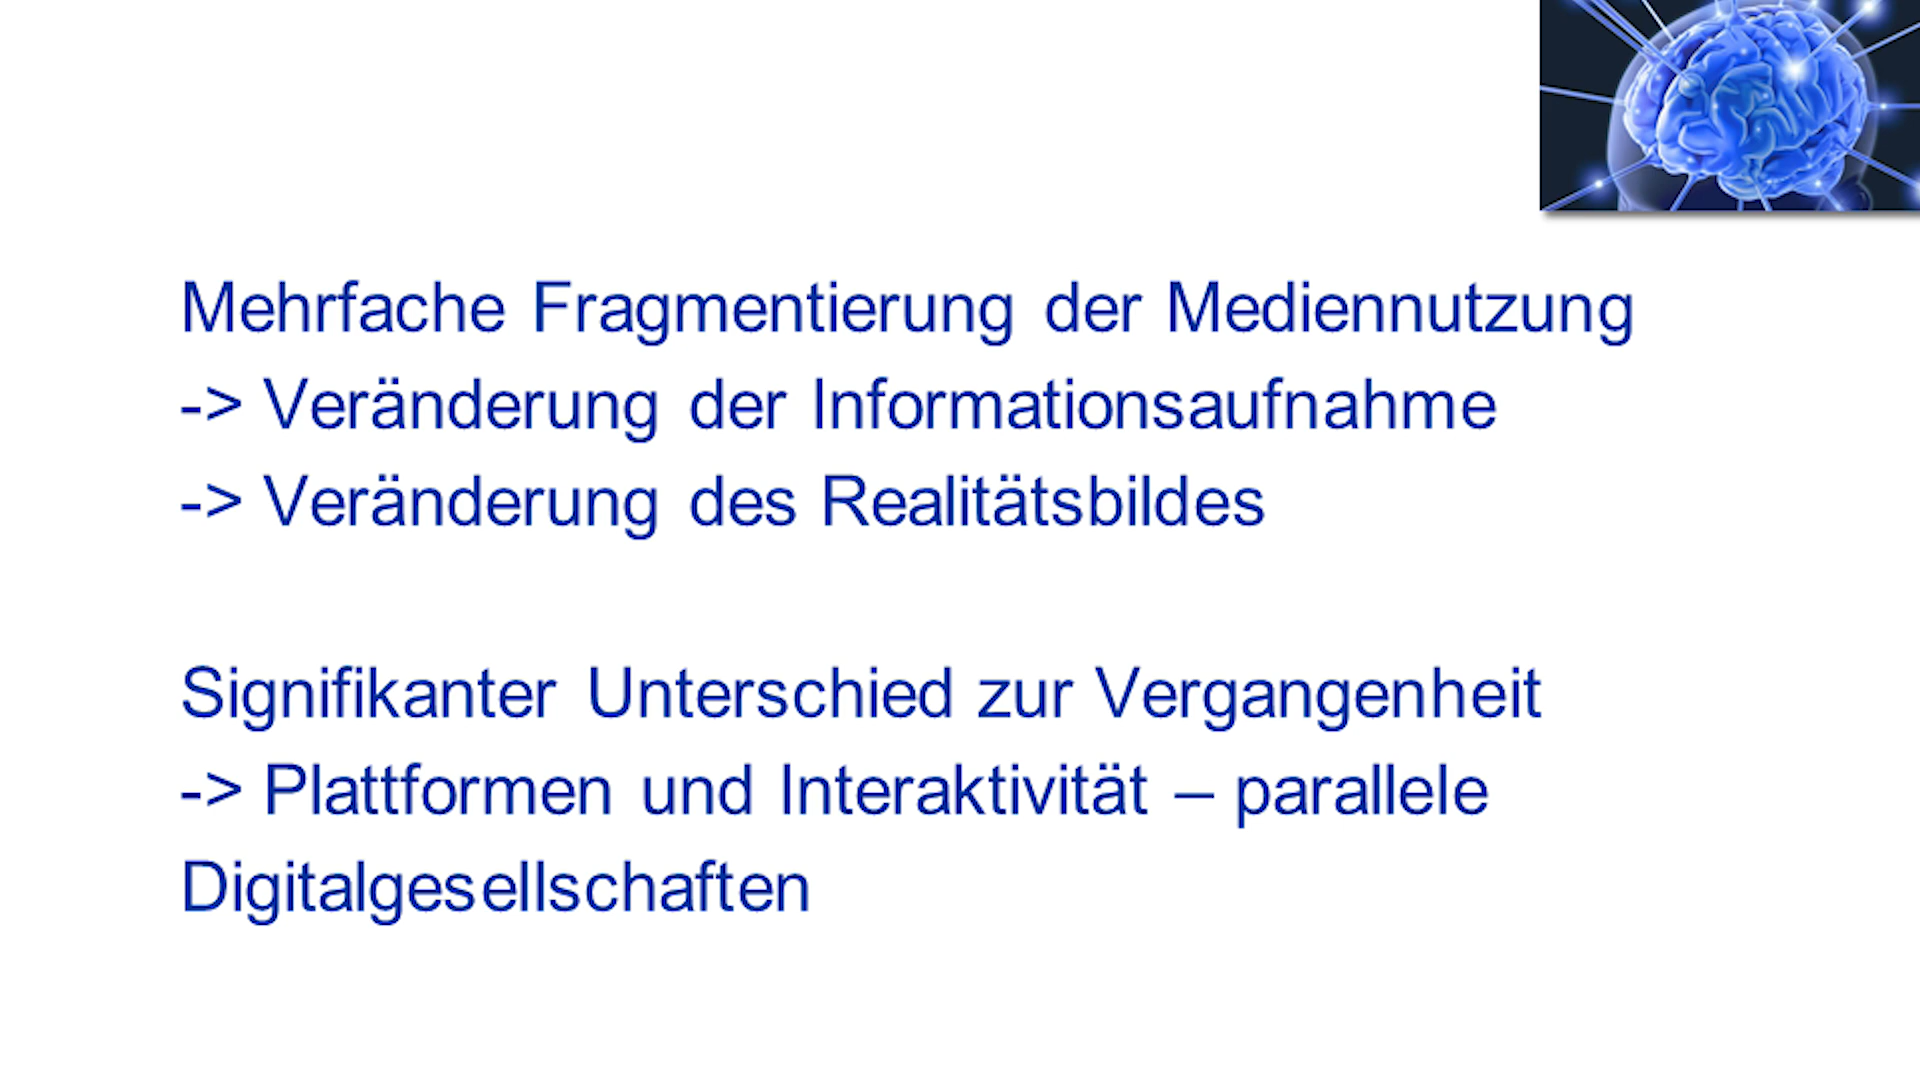 Mehrfache Fragmentierung der Mediennutzung
-> Veränderung der Informationsaufnahme
-> Veränderung des Realitätsbildes
Signifikanter Unterschied zur Vergangenheit
-> Plattformen und Interaktivität – parallele
Digitalgesellschaften